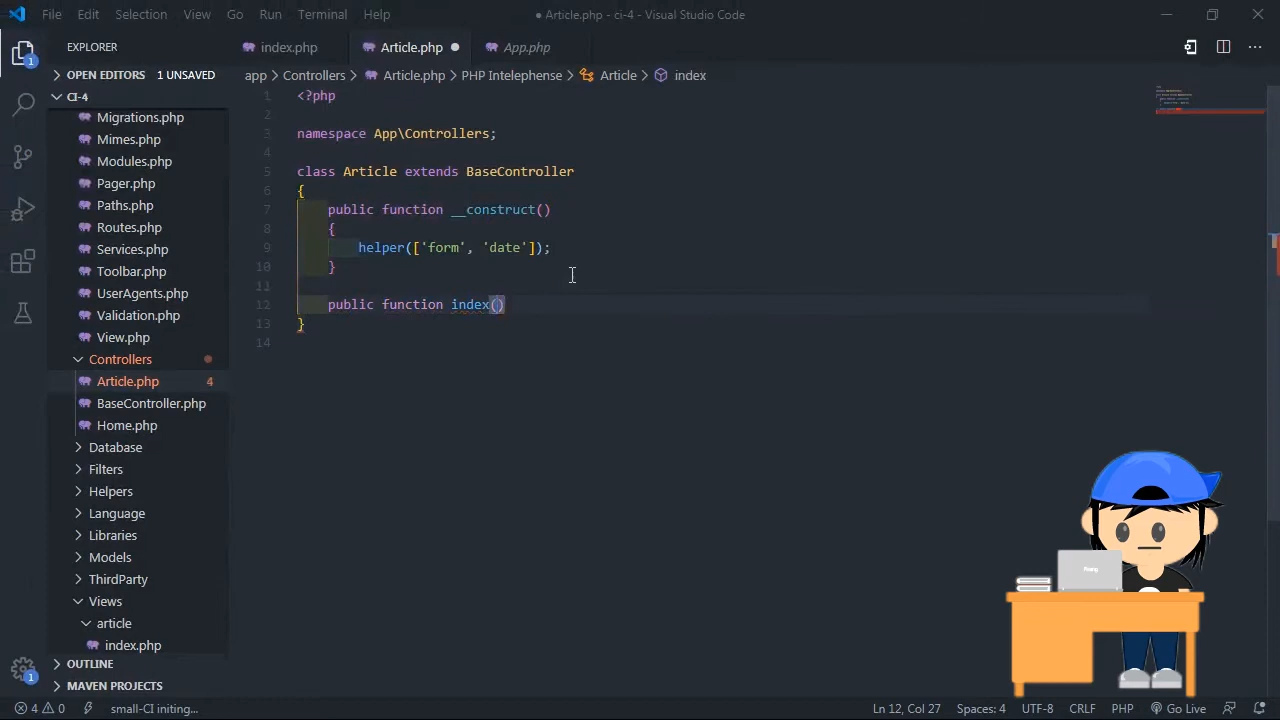 File Edit Selection View Go Run Terminal Help
● Article.php - ci-4 - Visual Studio Code
EXPLORER
index.php
Article.php
App.php
1
OPEN EDITORS 1 UNSAVED
app > Controllers > Article.php > PHP Intelephense > Article > index
CI-4
Migrations.php
Mimes.php
Modules.php
Pager.php
Paths.php
Routes.php
Services.php
Toolbar.php
UserAgents.php
Validation.php
View.php
Controllers
Article.php 4
BaseController.php
Home.php
Database
Filters
Helpers
Language
Libraries
Models
ThirdParty
Views
article
index.php
OUTLINE
MAVEN PROJECTS
1
1 <?php
2
3 namespace App\Controllers;
4
5 class Article extends BaseController
6 {
7 public function __construct()
8 {
9 helper(['form', 'date']);
10 }
11
12 public function index()
13 }
14
4 0 small-CI initing...
Ln 12, Col 27 Spaces: 4 UTF-8 CRLF PHP Go Live